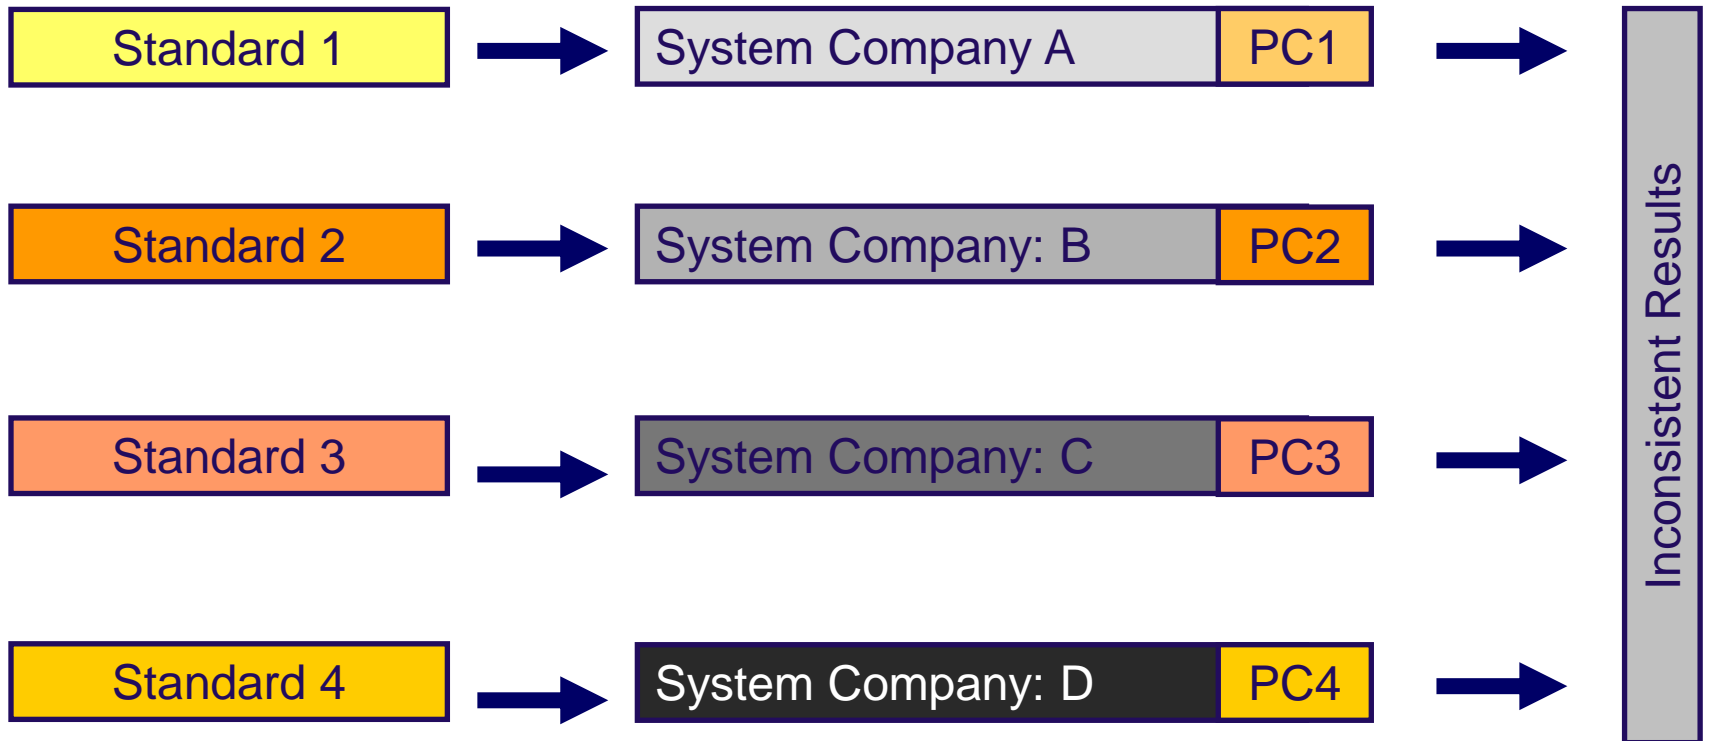 Standard 1
System Company A
PC1
Standard 2
System Company: B
PC2
Standard 3
System Company: C
PC3
Standard 4
System Company: D
PC4
Inconsistent Results